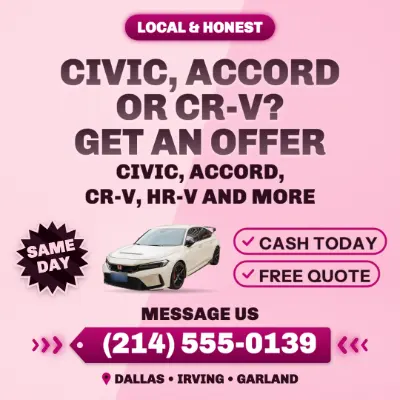 LOCAL & HONEST
CIVIC, ACCORD
OR CR-V?
GET AN OFFER
CIVIC, ACCORD,
CR-V, HR-V AND MORE
SAME
DAY
CASH TODAY
FREE QUOTE
MESSAGE US
(214) 555-0139
DALLAS • IRVING • GARLAND